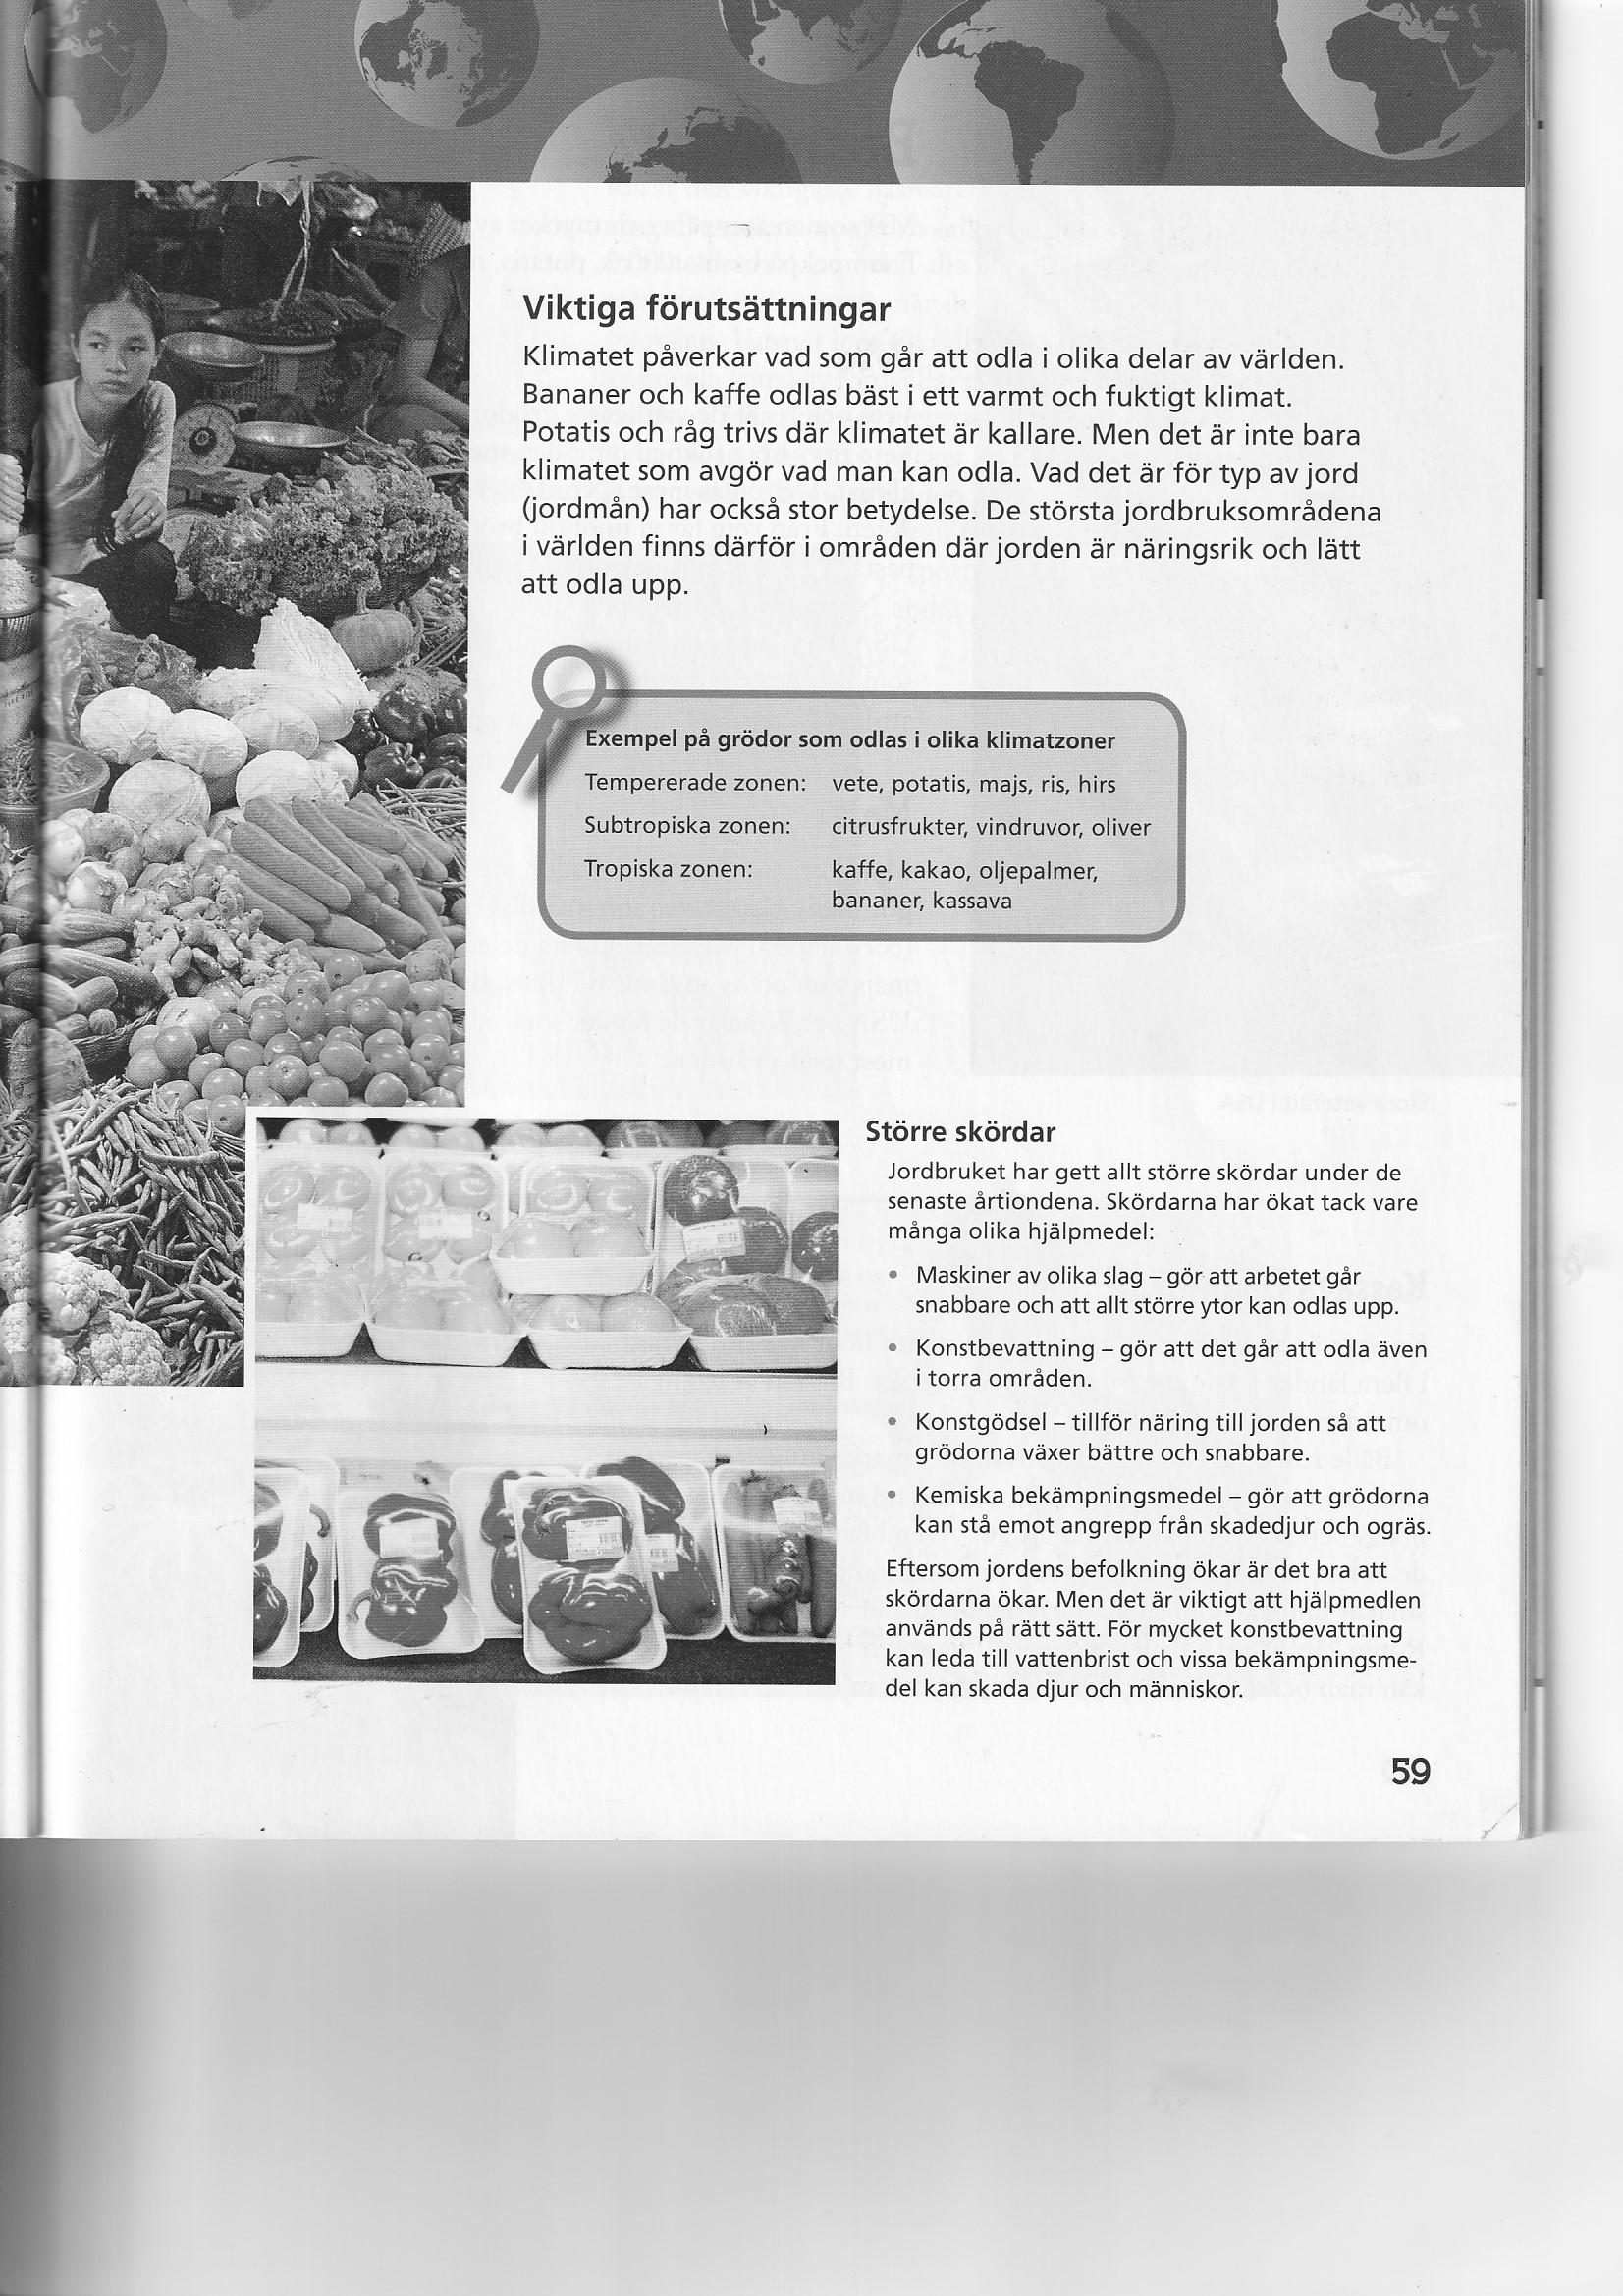 Viktiga förutsättningar
Klimatet påverkar vad som går att odla i olika delar av världen.
Bananer och kaffe odlas bäst i ett varmt och fuktigt klimat.
Potatis och råg trivs där klimatet är kallare. Men det är inte bara
klimatet som avgör vad man kan odla. Vad det är för typ av jord
(jordmån) har också stor betydelse. De största jordbruksområdena
i världen finns därför i områden där jorden är näringsrik och lätt
att odla upp.
Exempel på grödor som odlas i olika klimatzoner
Tempererade zonen: vete, potatis, majs, ris, hirs
Subtropiska zonen: citrusfrukter, vindruvor, oliver
Tropiska zonen: kaffe, kakao, oljepalmer,
bananer, kassava
Större skördar
Jordbruket har gett allt större skördar under de
senaste årtiondena. Skördarna har ökat tack vare
många olika hjälpmedel:
• Maskiner av olika slag – gör att arbetet går
snabbare och att allt större ytor kan odlas upp.
• Konstbevattning – gör att det går att odla även
i torra områden.
• Konstgödsel – tillför näring till jorden så att
grödorna växer bättre och snabbare.
• Kemiska bekämpningsmedel – gör att grödorna
kan stå emot angrepp från skadedjur och ogräs.
Eftersom jordens befolkning ökar är det bra att
skördarna ökar. Men det är viktigt att hjälpmedlen
används på rätt sätt. För mycket konstbevattning
kan leda till vattenbrist och vissa bekämpningsme-
del kan skada djur och människor.
59